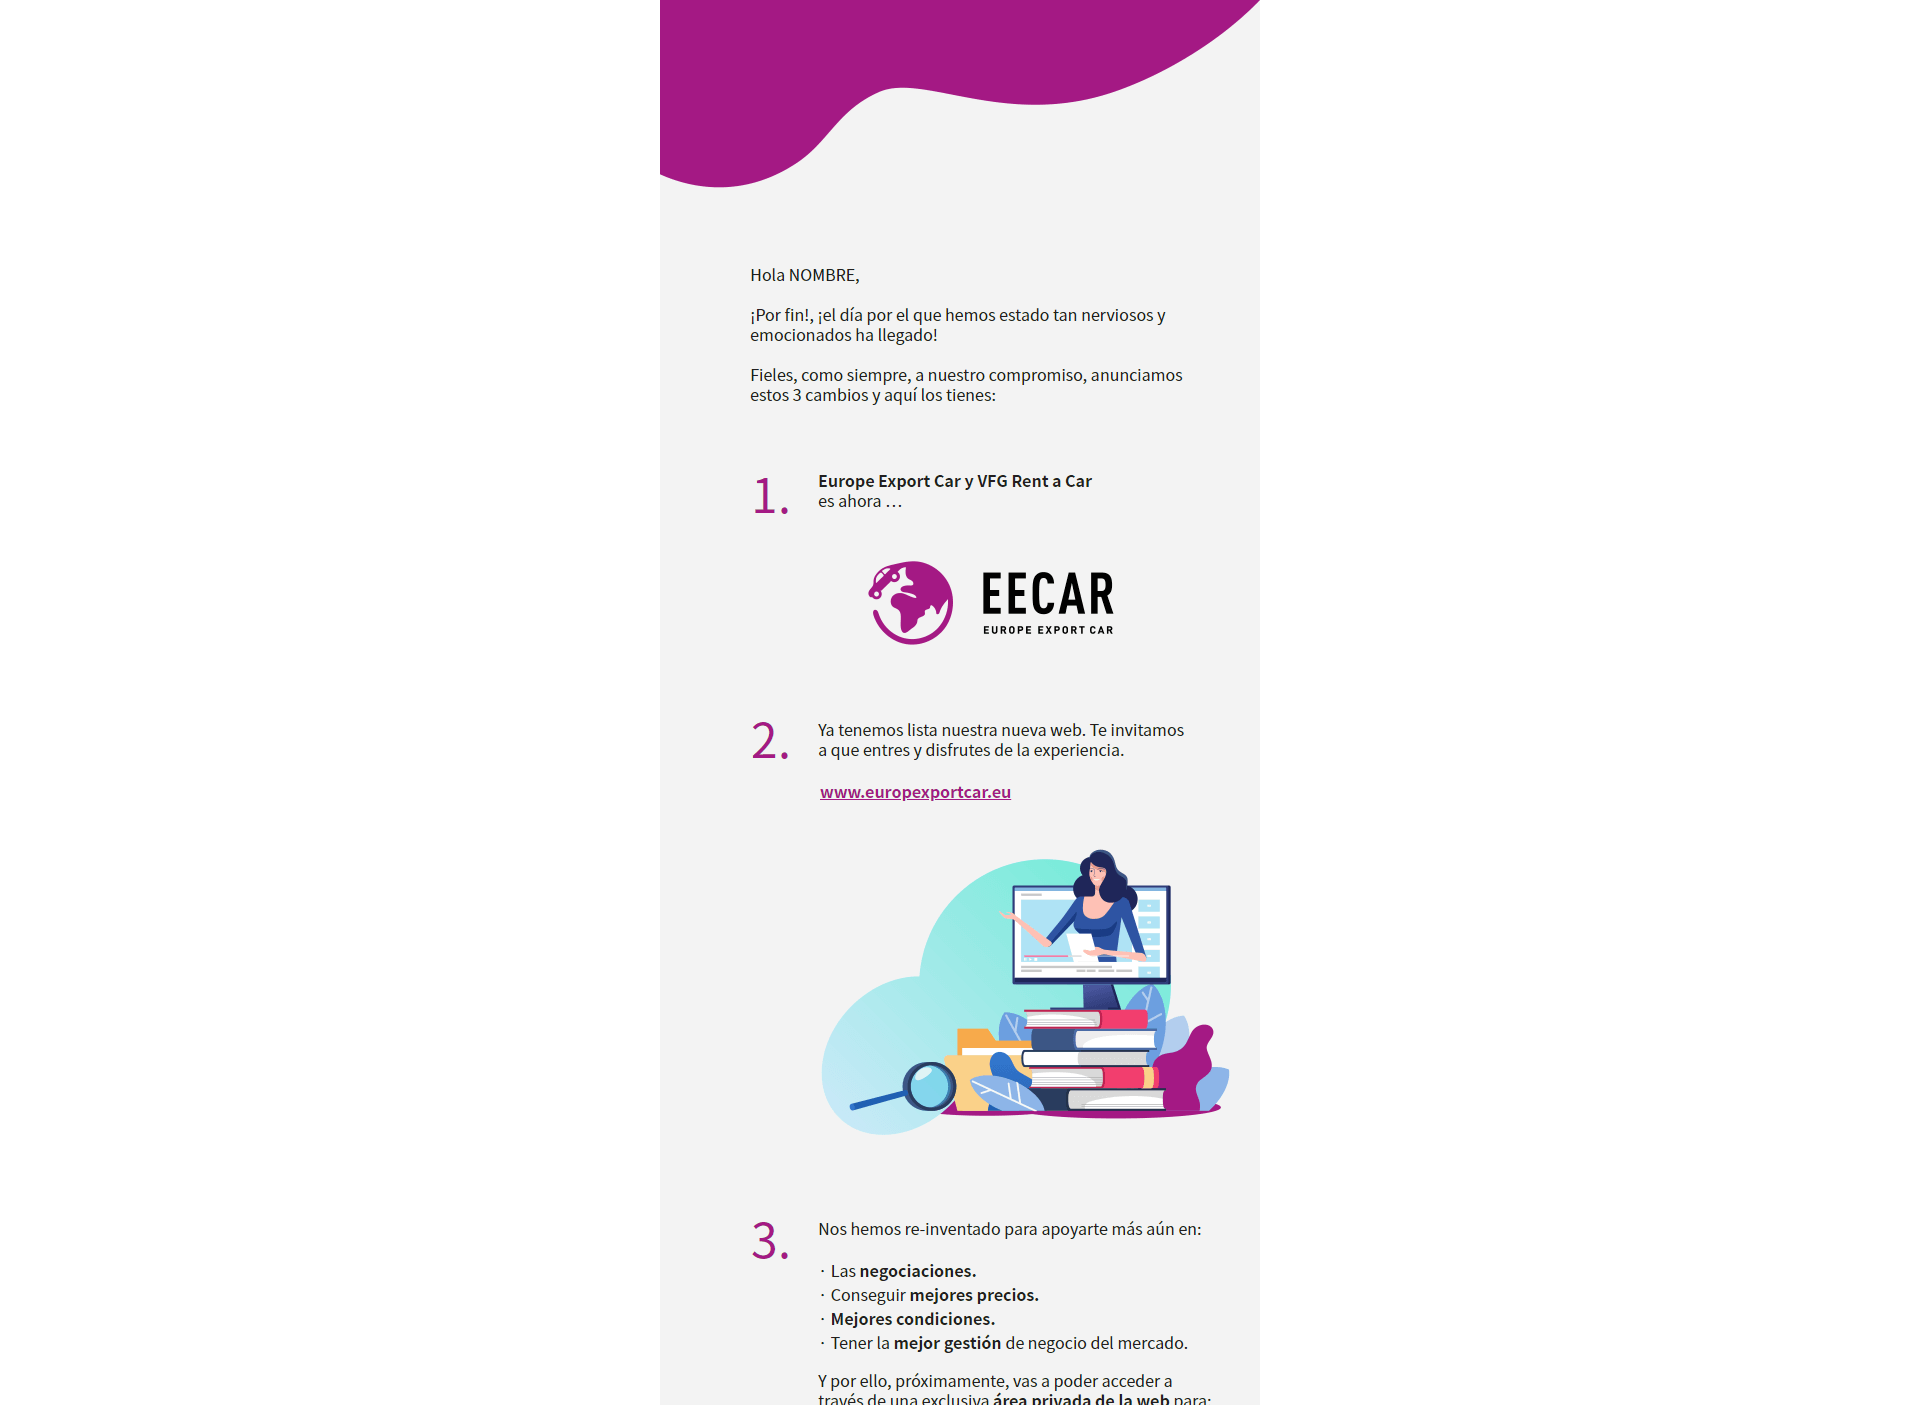 Hola NOMBRE,
¡Por fin!, ¡el día por el que hemos estado tan nerviosos y
emocionados ha llegado!
Fieles, como siempre, a nuestro compromiso, anunciamos
estos 3 cambios y aquí los tienes:
1.
Europe Export Car y VFG Rent a Car
es ahora …
EECAR
EUROPE EXPORT CAR
2.
Ya tenemos lista nuestra nueva web. Te invitamos
a que entres y disfrutes de la experiencia.
www.europexportcar.eu
3.
Nos hemos re-inventado para apoyarte más aún en:
· Las negociaciones.
· Conseguir mejores precios.
· Mejores condiciones.
· Tener la mejor gestión de negocio del mercado.
Y por ello, próximamente, vas a poder acceder a
través de una exclusiva área privada de la web para: